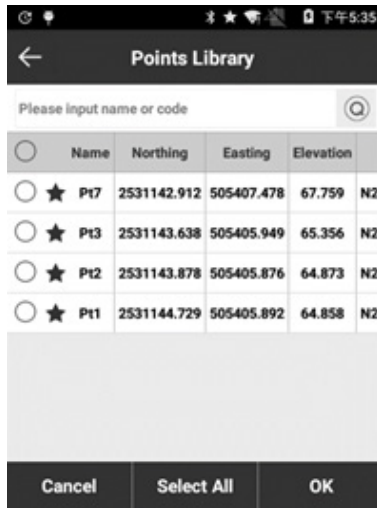 下午5:35
Points Library
Please input name or code
Name Northing Easting Elevation
Pt7 2531142.912 505407.478 67.759 N2
Pt3 2531143.638 505405.949 65.356 N2
Pt2 2531143.878 505405.876 64.873 N2
Pt1 2531144.729 505405.892 64.858 N2
Cancel Select All OK